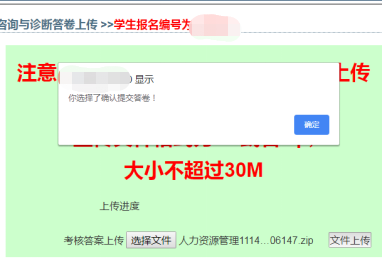 咨询与诊断答卷上传 >>学生报名编号为
注意
上传
显示
你选择了确认提交答卷！
确定
大小不超过30M
上传进度
考核答案上传 选择文件 人力资源管理1114...06147.zip 文件上传